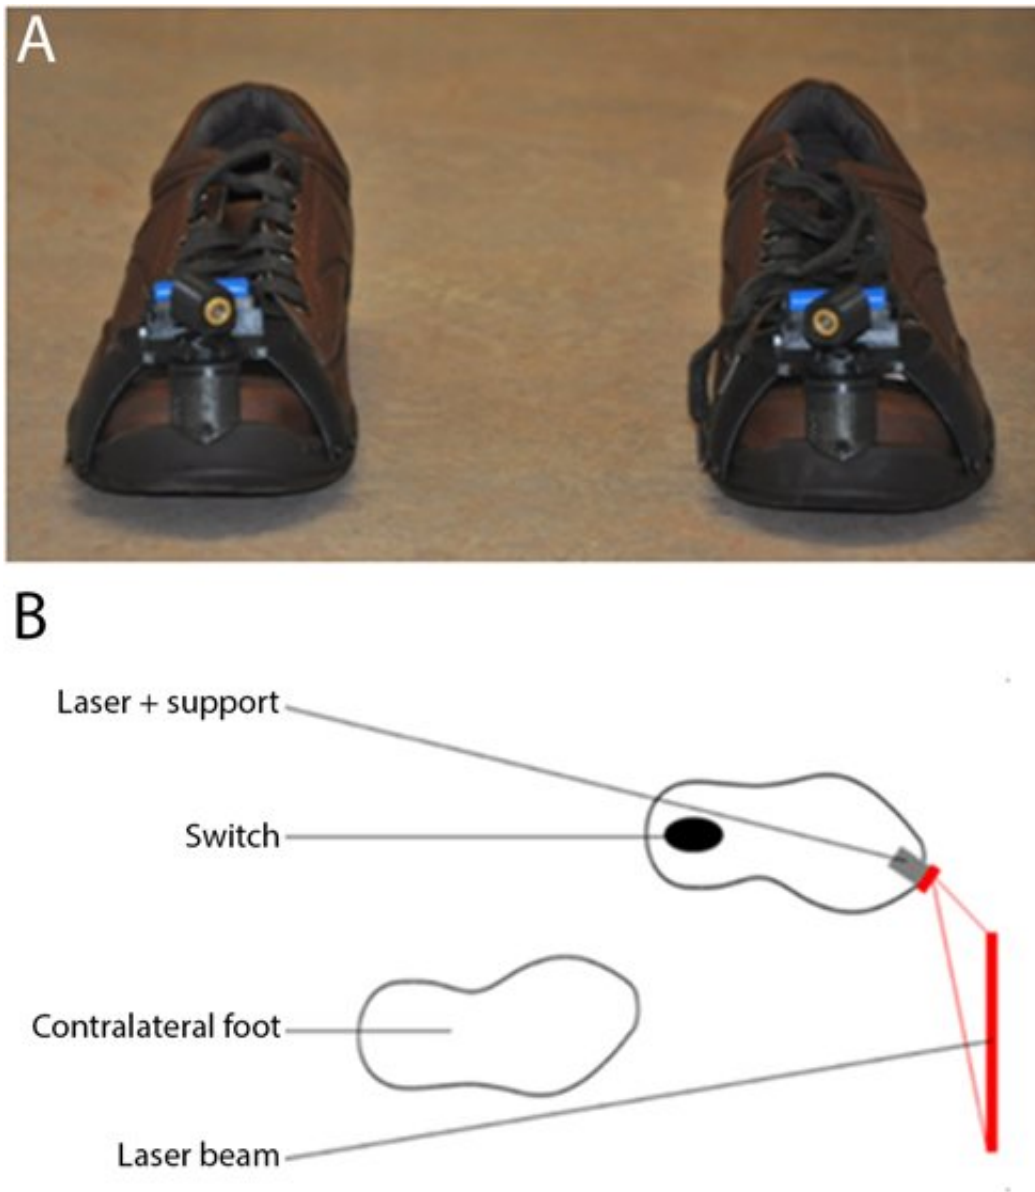 A
B
Laser + support
Switch
Contralateral foot
Laser beam